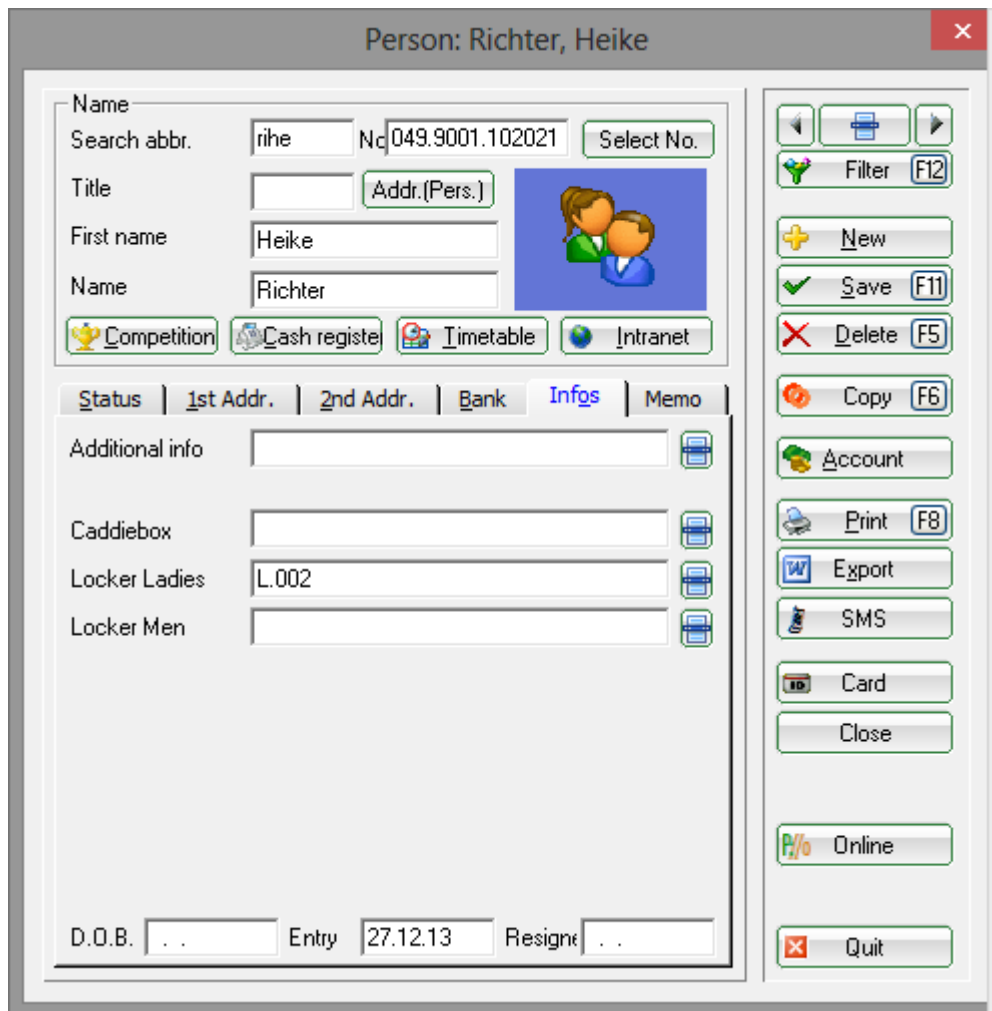 Person: Richter, Heike
Name
Search abbr. rihe No 049.9001.102021 Select No.
Title Addr.(Pers.)
First name Heike
Name Richter
Competition Cash registe Timetable Intranet
Status 1st Addr. 2nd Addr. Bank Infos Memo
Additional info
Caddiebox
Locker Ladies L.002
Locker Men
D.O.B. . . Entry 27.12.13 Resigne . .
Filter F12
New
Save F11
Delete F5
Copy F6
Account
Print F8
W Export
SMS
ID Card
Close
Online
Quit